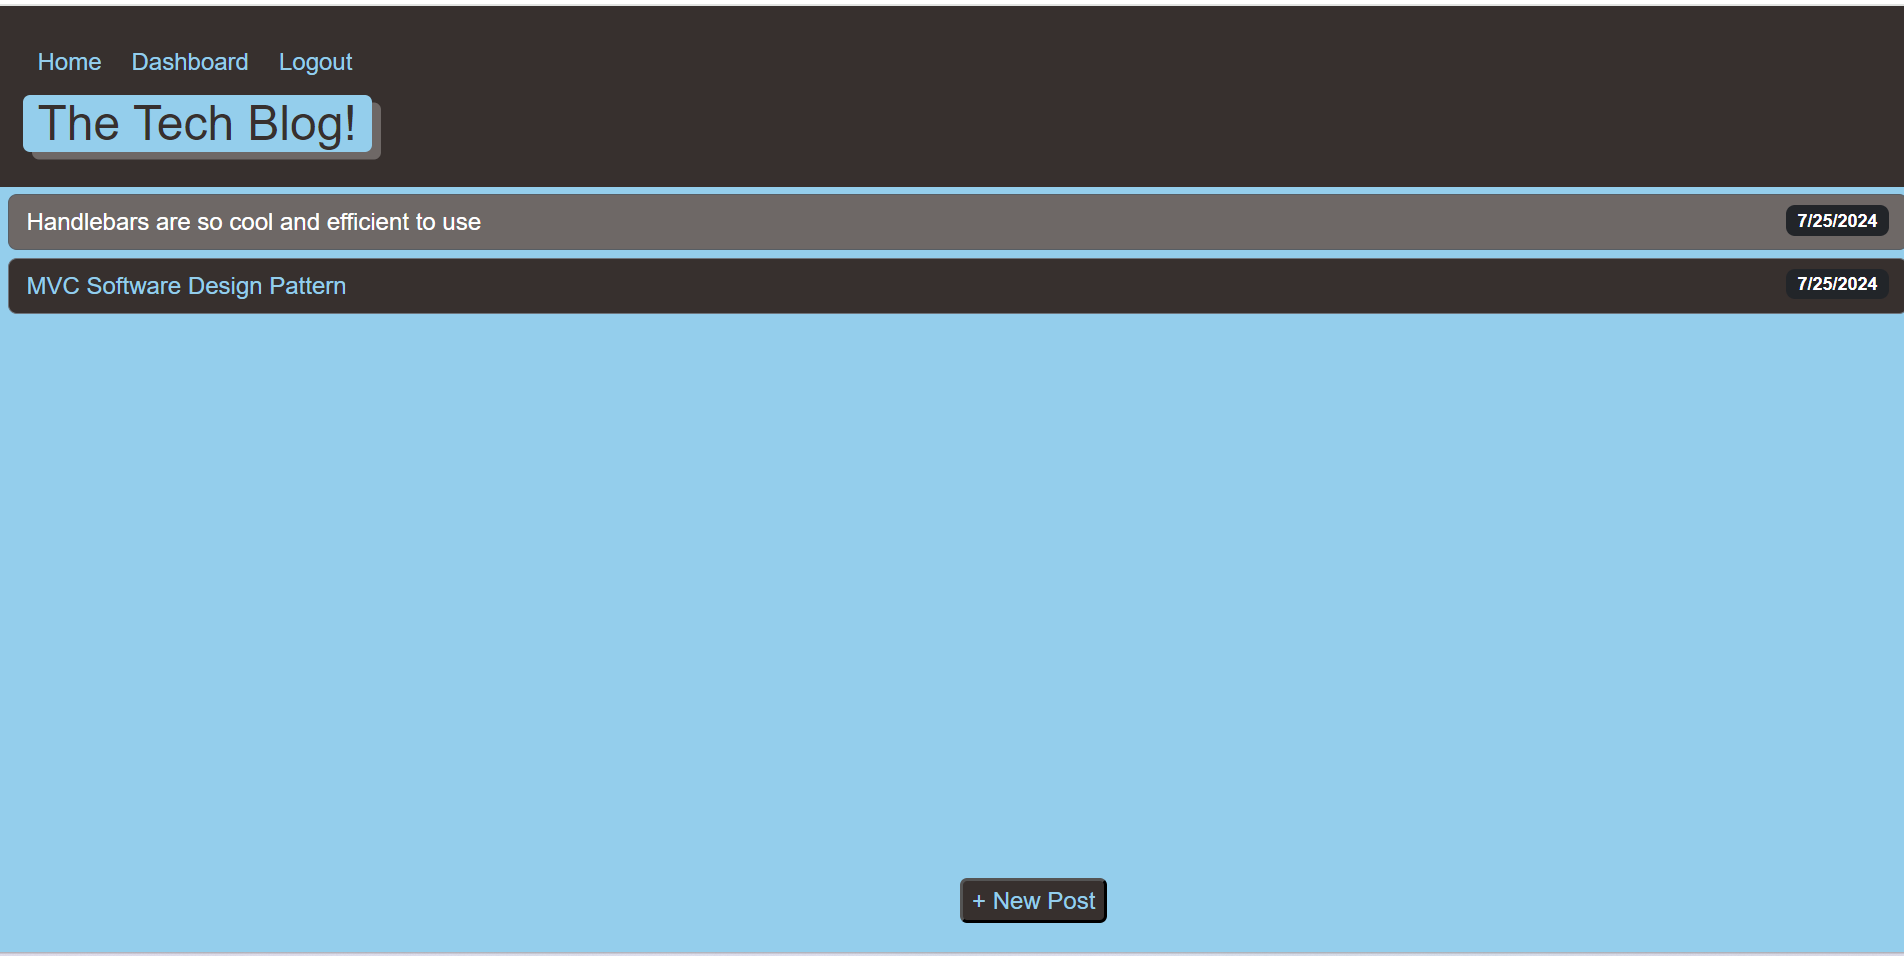 Home Dashboard Logout
The Tech Blog!
Handlebars are so cool and efficient to use 7/25/2024
MVC Software Design Pattern 7/25/2024
+ New Post